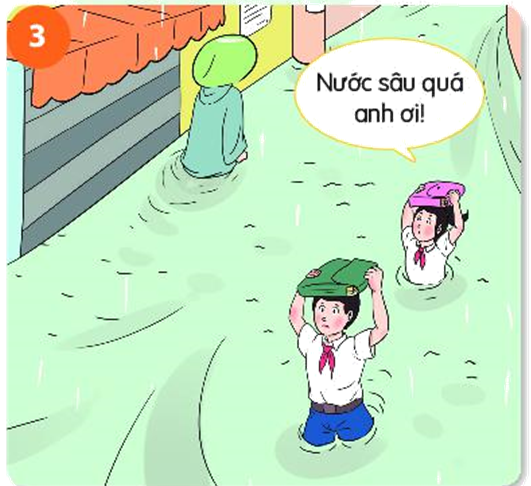 3
Nước sâu quá
anh ơi!